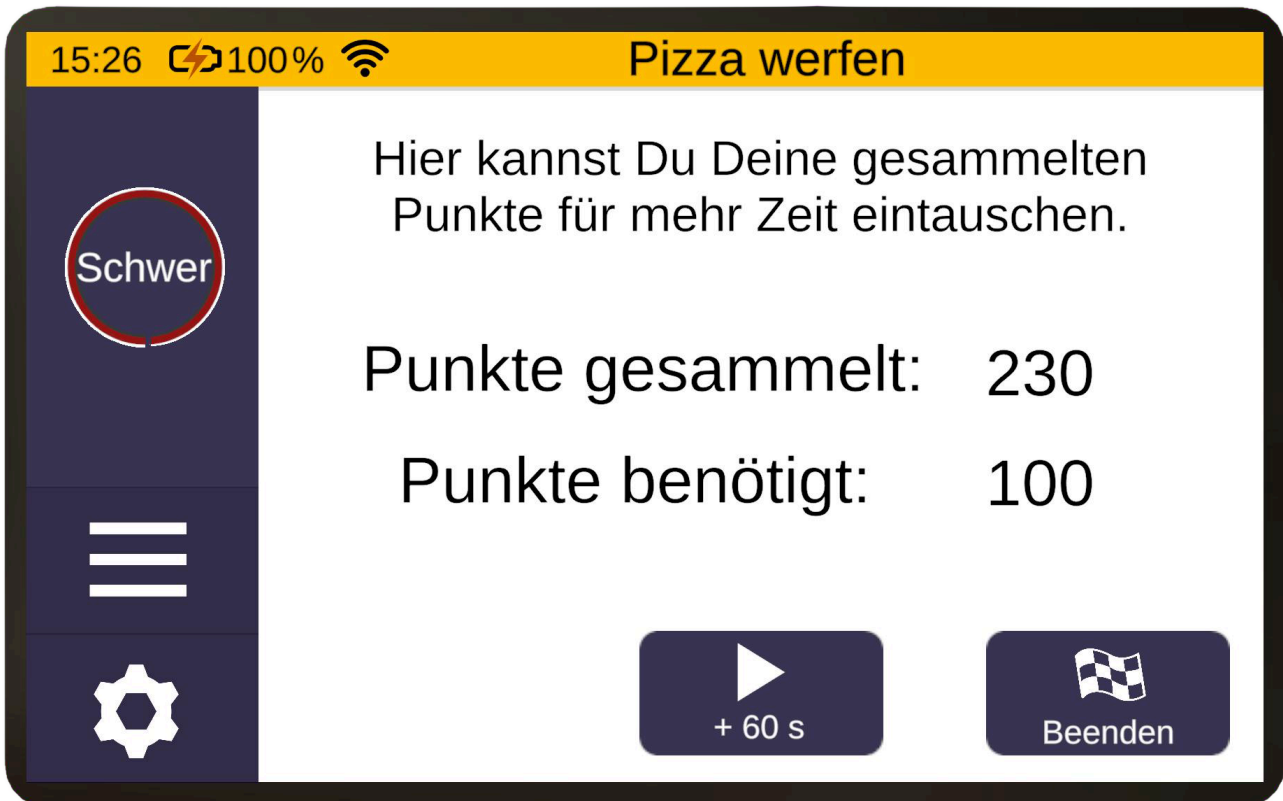 15:26 100% Pizza werfen
Hier kannst Du Deine gesammelten
Punkte für mehr Zeit eintauschen.
Schwer
Punkte gesammelt: 230
Punkte benötigt: 100
+ 60 s
Beenden